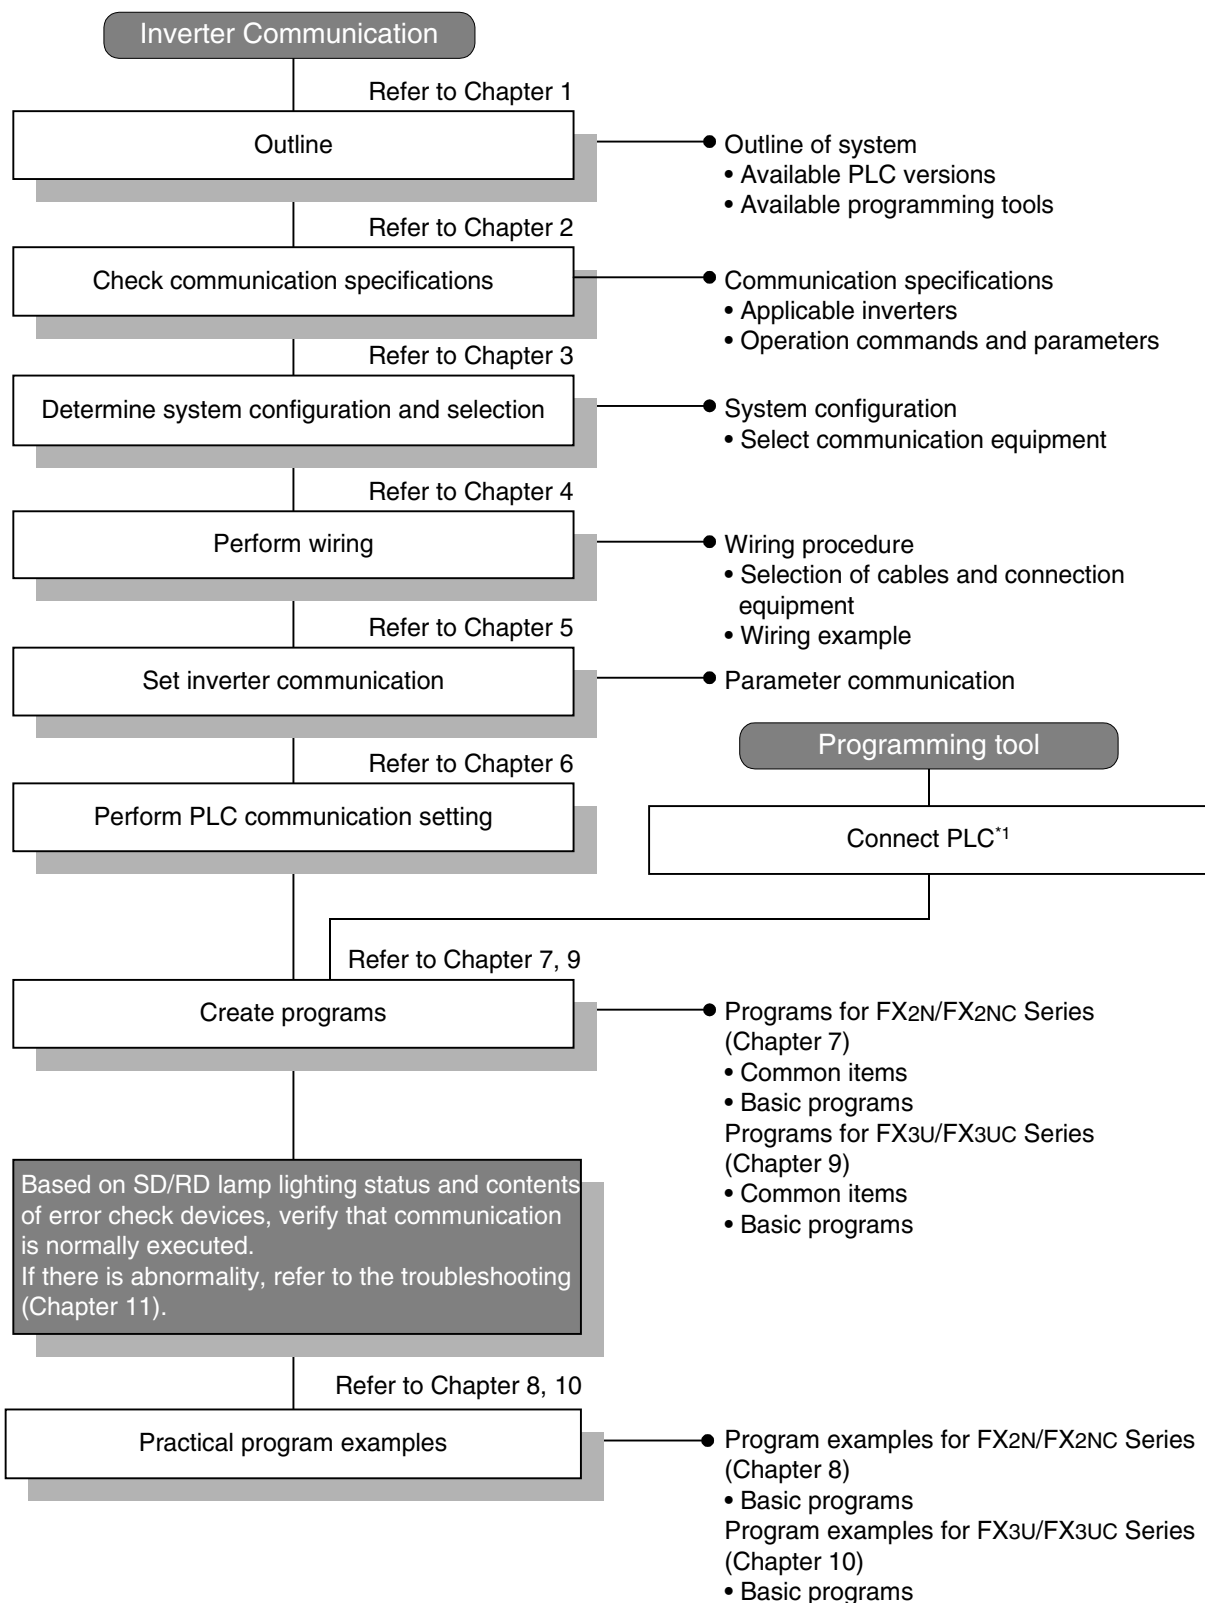 Inverter Communication
Refer to Chapter 1
Outline
Outline of system
• Available PLC versions
• Available programming tools
Refer to Chapter 2
Check communication specifications
Communication specifications
• Applicable inverters
• Operation commands and parameters
Refer to Chapter 3
Determine system configuration and selection
System configuration
• Select communication equipment
Refer to Chapter 4
Perform wiring
Wiring procedure
• Selection of cables and connection
equipment
• Wiring example
Refer to Chapter 5
Set inverter communication
Parameter communication
Programming tool
Refer to Chapter 6
Perform PLC communication setting
Connect PLC*1
Refer to Chapter 7, 9
Create programs
Programs for FX2N/FX2NC Series
(Chapter 7)
• Common items
• Basic programs
Programs for FX3U/FX3UC Series
(Chapter 9)
• Common items
• Basic programs
Based on SD/RD lamp lighting status and contents
of error check devices, verify that communication
is normally executed.
If there is abnormality, refer to the troubleshooting
(Chapter 11).
Refer to Chapter 8, 10
Practical program examples
Program examples for FX2N/FX2NC Series
(Chapter 8)
• Basic programs
Program examples for FX3U/FX3UC Series
(Chapter 10)
• Basic programs